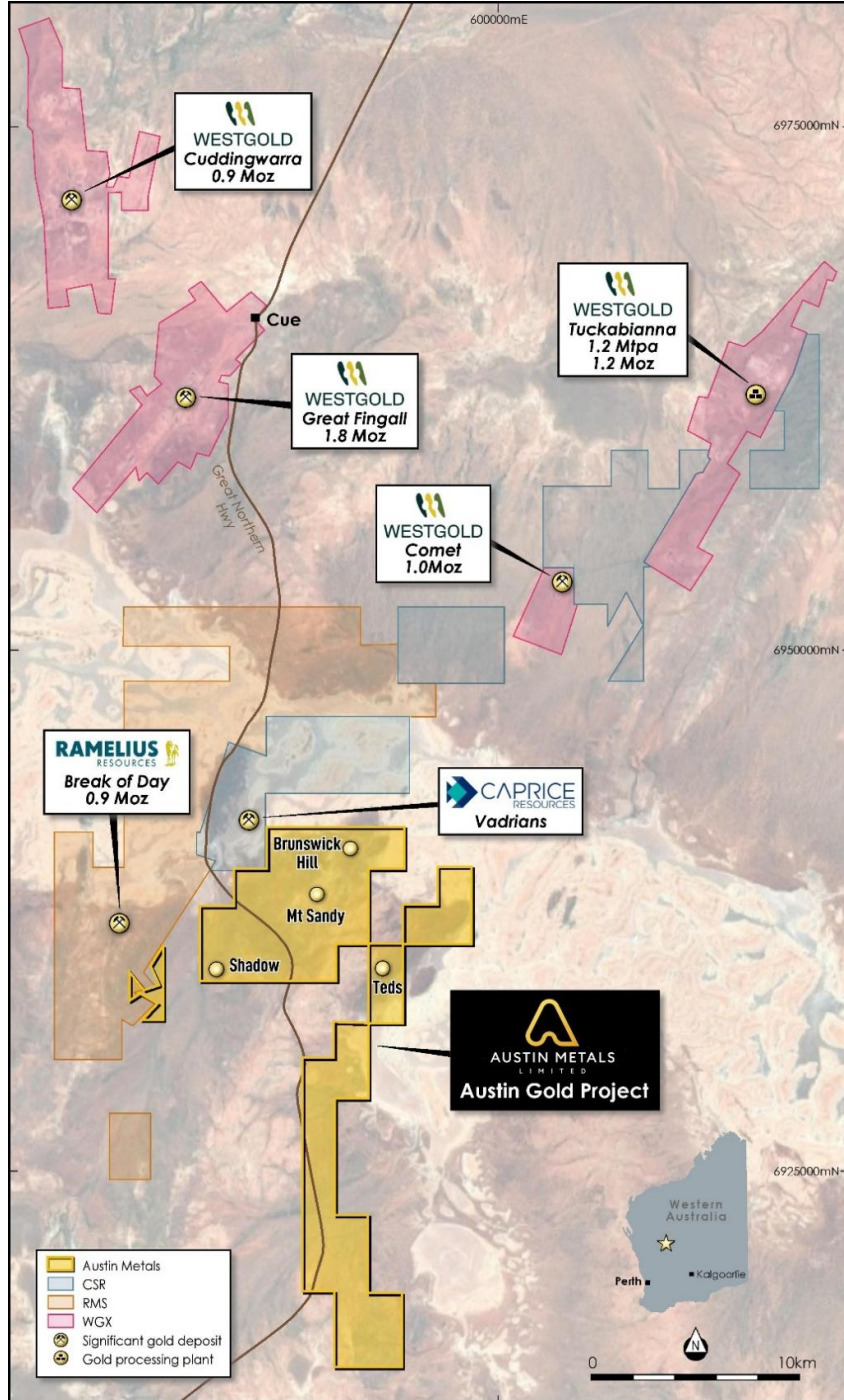 600000mE
6975000mN
WESTGOLD
Cuddingwarra
0.9 Moz
WESTGOLD
Tuckabianna
1.2 Mtpa
1.2 Moz
Cue
WESTGOLD
Great Fingall
1.8 Moz
Great Northern
Hwy
WESTGOLD
Comet
1.0Moz
6950000mN
RAMELIUS
RESOURCES
Break of Day
0.9 Moz
CAPRICE
RESOURCES
Vadrians
Brunswick
Hill
Mt Sandy
Shadow
Teds
AUSTIN METALS
LIMITED
Austin Gold Project
6925000mN
Western
Australia
Perth
Kalgoorlie
Austin Metals
CSR
RMS
WGX
Significant gold deposit
Gold processing plant
N
0
10km